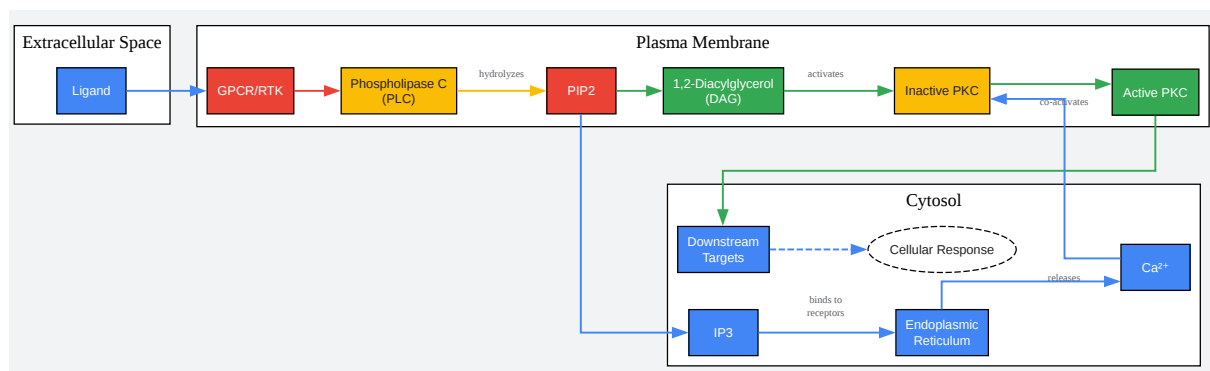 Extracellular Space
Plasma Membrane
Ligand
GPCR/RTK
Phospholipase C
(PLC)
hydrolyzes
PIP2
1,2-Diacylglycerol
(DAG)
activates
Inactive PKC
co-activates
Active PKC
Cytosol
Downstream
Targets
Cellular Response
Ca²⁺
releases
IP3
binds to
receptors
Endoplasmic
Reticulum